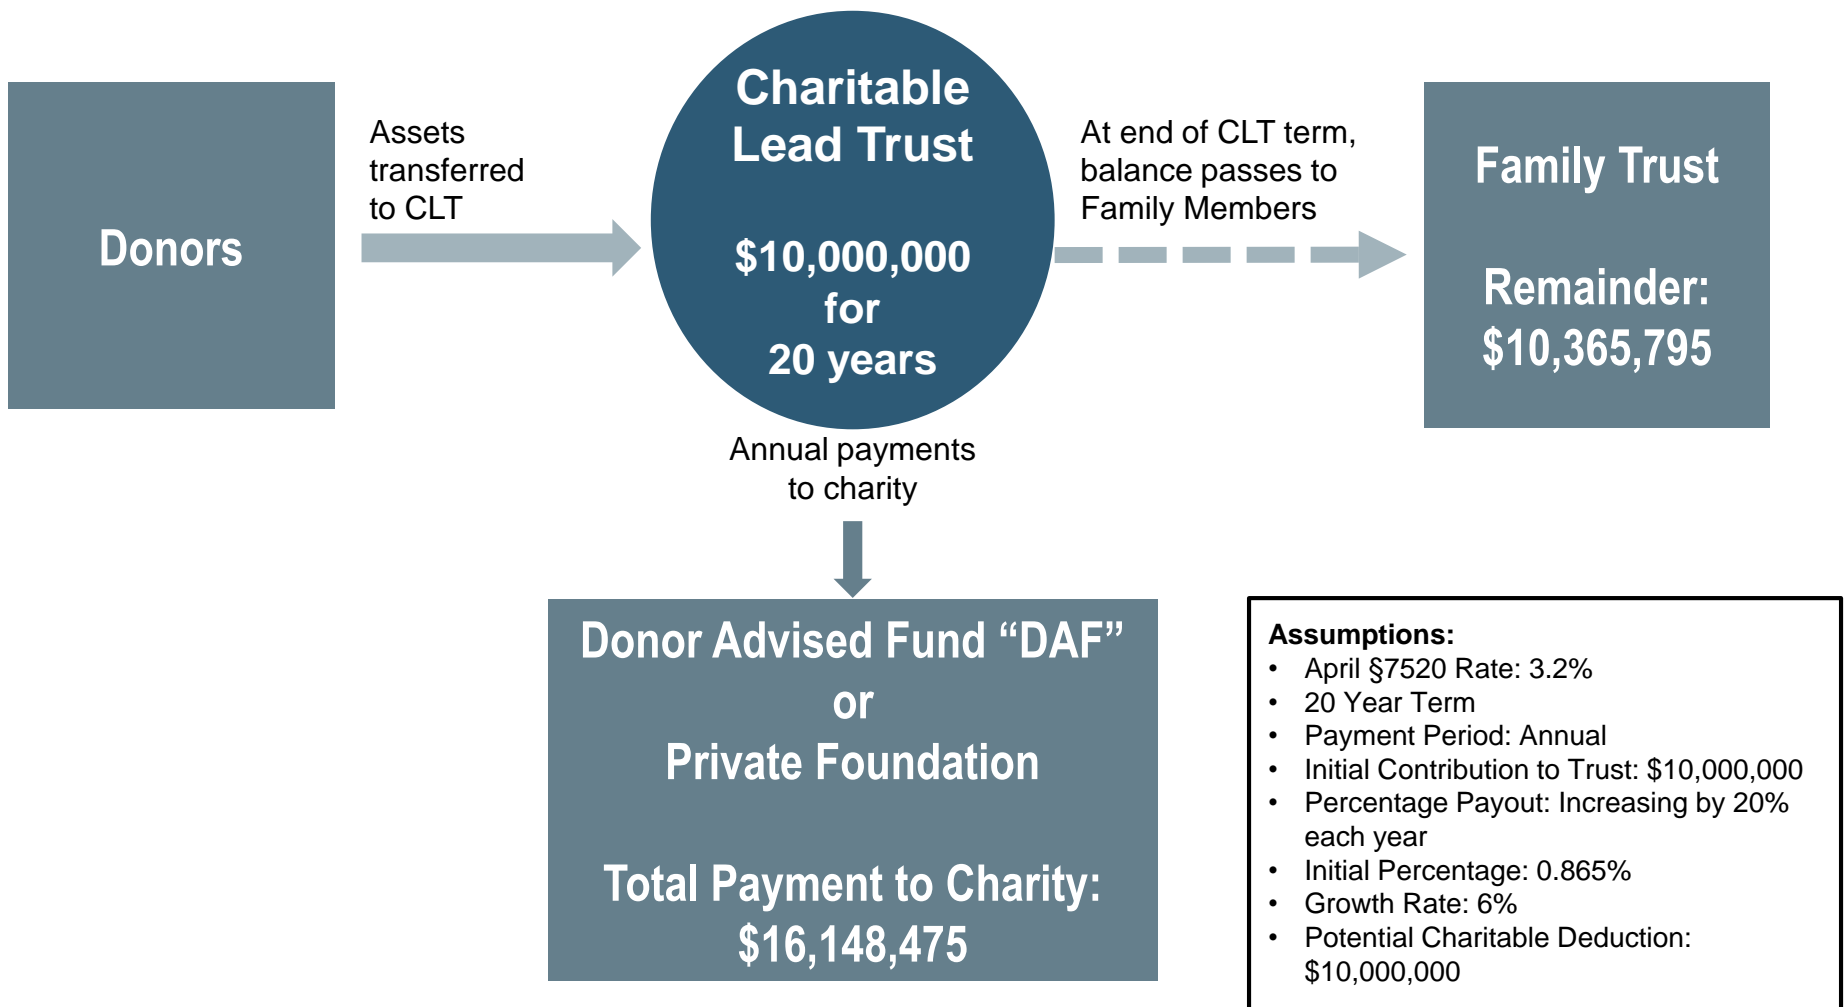 Donors
Assets
transferred
to CLT
Charitable
Lead Trust
$10,000,000
for
20 years
At end of CLT term,
balance passes to
Family Members
Family Trust
Remainder:
$10,365,795
Annual payments
to charity
Donor Advised Fund “DAF”
or
Private Foundation
Total Payment to Charity:
$16,148,475
Assumptions:
• April §7520 Rate: 3.2%
• 20 Year Term
• Payment Period: Annual
• Initial Contribution to Trust: $10,000,000
• Percentage Payout: Increasing by 20%
each year
• Initial Percentage: 0.865%
• Growth Rate: 6%
• Potential Charitable Deduction:
$10,000,000